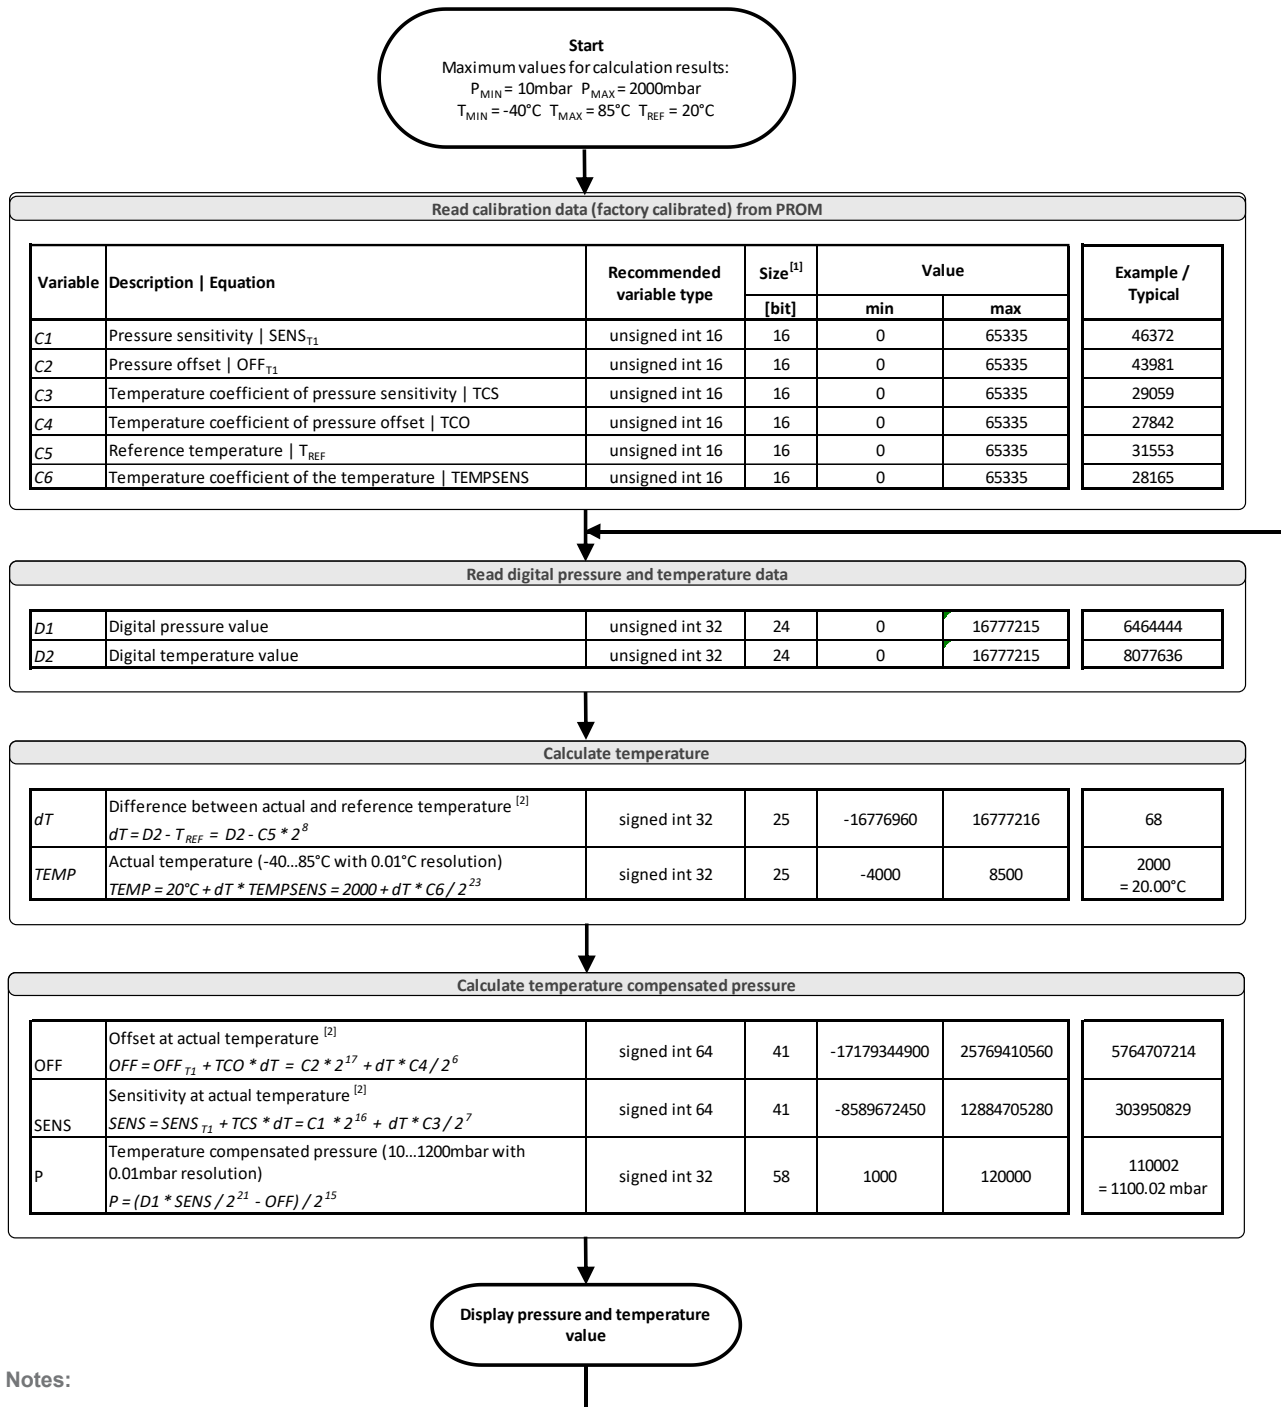 Start
Maximum values for calculation results:
PMIN = 10mbar PMAX = 2000mbar
TMIN = -40°C TMAX = 85°C TREF = 20°C
Read calibration data (factory calibrated) from PROM
Variable Description | Equation Recommended variable type Size[1] [bit] Value min max Example / Typical
C1 Pressure sensitivity | SENST1 unsigned int 16 16 0 65335 46372
C2 Pressure offset | OFFT1 unsigned int 16 16 0 65335 43981
C3 Temperature coefficient of pressure sensitivity | TCS unsigned int 16 16 0 65335 29059
C4 Temperature coefficient of pressure offset | TCO unsigned int 16 16 0 65335 27842
C5 Reference temperature | TREF unsigned int 16 16 0 65335 31553
C6 Temperature coefficient of the temperature | TEMPSENS unsigned int 16 16 0 65335 28165
Read digital pressure and temperature data
D1 Digital pressure value unsigned int 32 24 0 16777215 6464444
D2 Digital temperature value unsigned int 32 24 0 16777215 8077636
Calculate temperature
dT Difference between actual and reference temperature [2]
dT = D2 - TREF = D2 - C5 * 2^8 signed int 32 25 -16776960 16777216 68
TEMP Actual temperature (-40...85°C with 0.01°C resolution)
TEMP = 20°C + dT * TEMPSENS = 2000 + dT * C6 / 2^23 signed int 32 25 -4000 8500 2000
= 20.00°C
Calculate temperature compensated pressure
OFF Offset at actual temperature [2]
OFF = OFFT1 + TCO * dT = C2 * 2^17 + dT * C4 / 2^6 signed int 64 41 -17179344900 25769410560 5764707214
SENS Sensitivity at actual temperature [2]
SENS = SENST1 + TCS * dT = C1 * 2^16 + dT * C3 / 2^7 signed int 64 41 -8589672450 12884705280 303950829
P Temperature compensated pressure (10...1200mbar with
0.01mbar resolution)
P = (D1 * SENS / 2^21 - OFF) / 2^15 signed int 32 58 1000 120000 110002
= 1100.02 mbar
Display pressure and temperature
value
Notes: